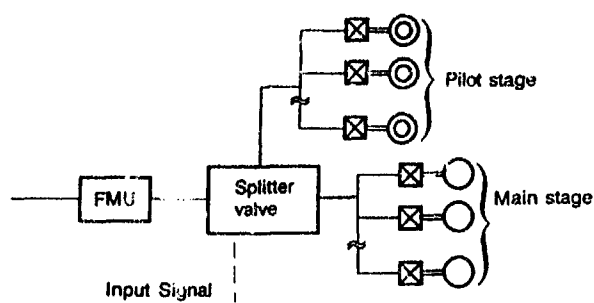 Pilot stage
FMU
Splitter
valve
Main stage
Input Signal